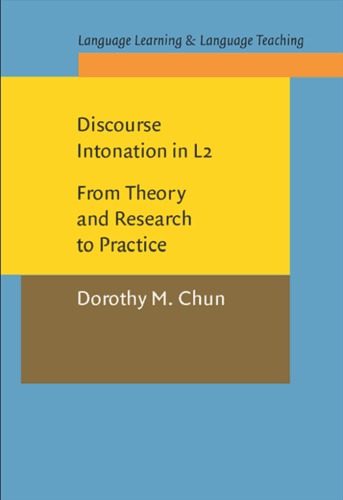 Language Learning & Language Teaching
Discourse
Intonation in L2
From Theory
and Research
to Practice
Dorothy M. Chun